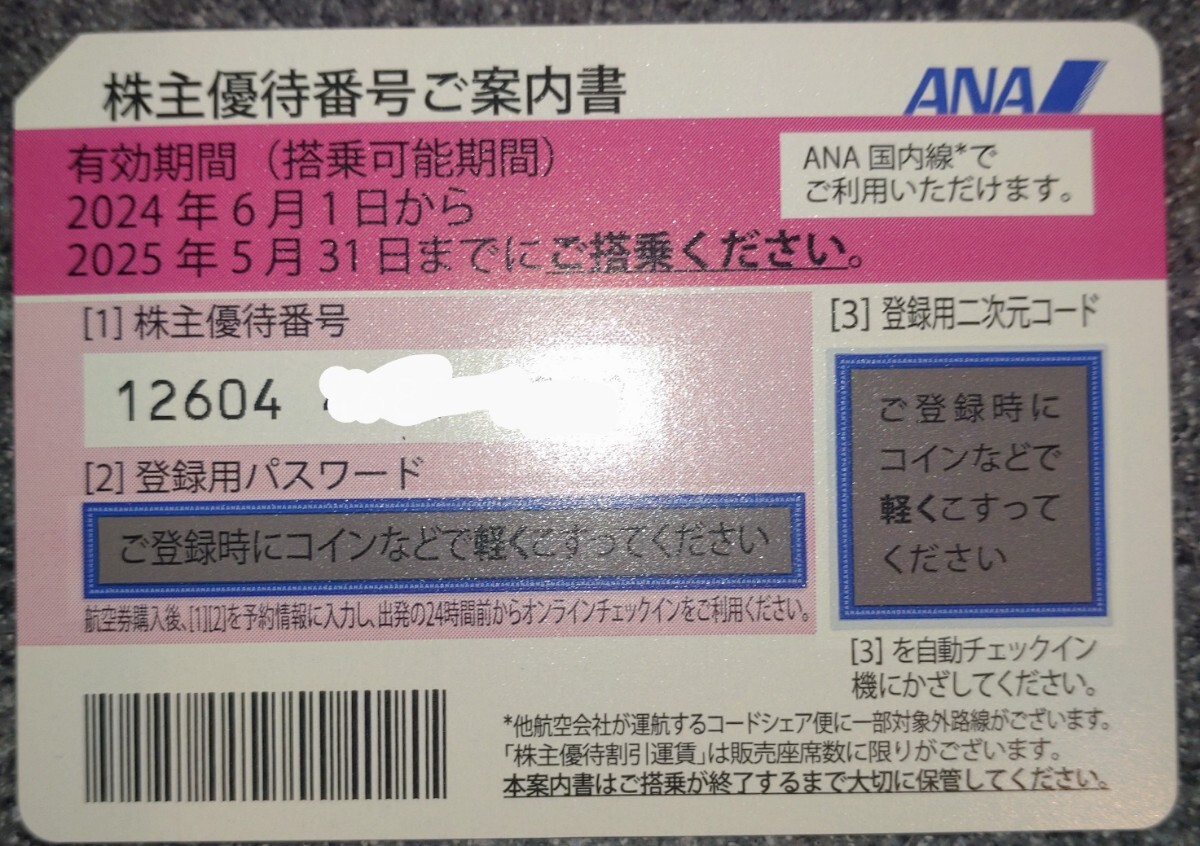 株主優待番号ご案内書
ANA
有効期間（搭乗可能期間）
2024年6月1日から
2025年5月31日までにご搭乗ください。
ANA国内線*で
ご利用いただけます。
[1] 株主優待番号
12604
[2] 登録用パスワード
ご登録時にコインなどで軽くこすってください
航空券購入後、[1][2]を予約情報に入力し、出発の24時間前からオンラインチェックインをご利用ください。
[3] 登録用二次元コード
ご登録時に
コインなどで
軽くこすって
ください
[3] を自動チェックイン
機にかざしてください。
*他航空会社が運航するコードシェア便に一部対象外路線がございます。
「株主優待割引運賃」は販売座席数に限りがございます。
本案内書はご搭乗が終了するまで大切に保管してください。